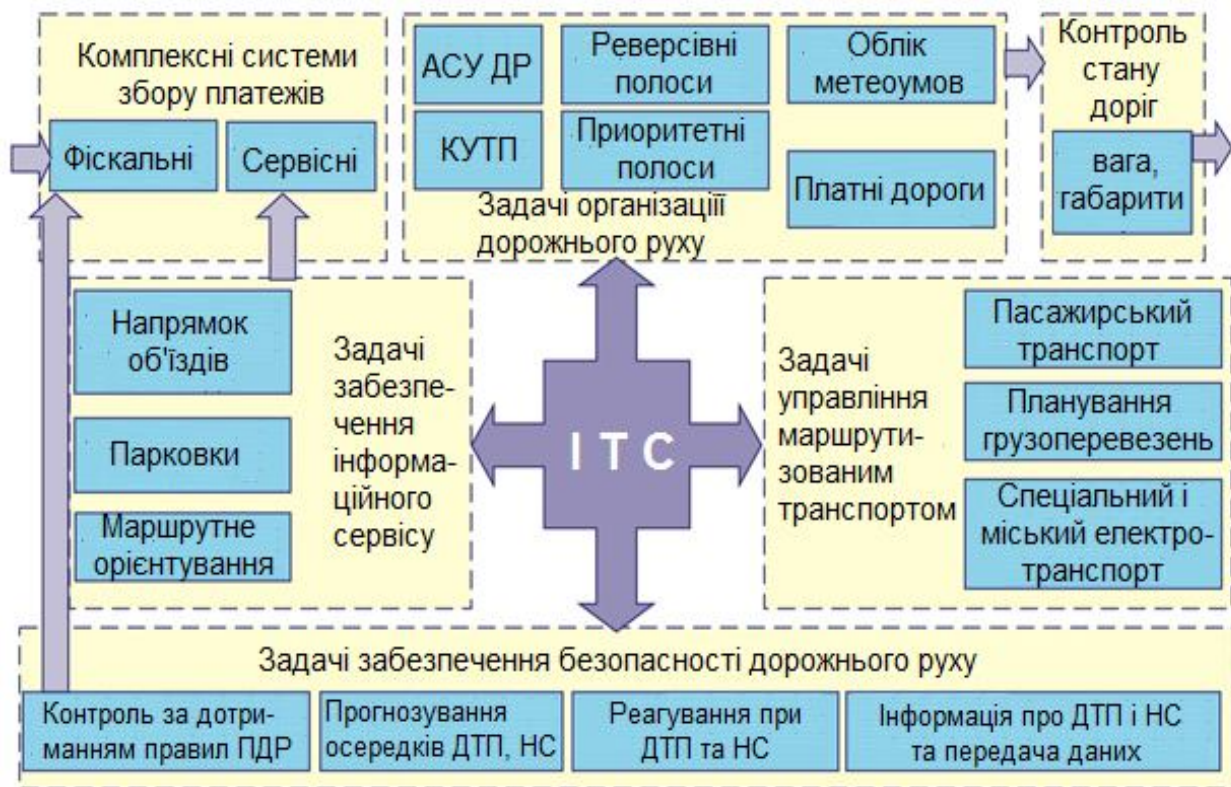 Комплексні системи
збору платежів
Фіскальні
Сервісні
АСУ ДР
Реверсівні
полоси
Облік
метеоумов
КУТП
Приоритетні
полоси
Платні дороги
Задачі організаціїї
дорожнього руху
Контроль
стану
доріг
вага,
габарити
Напрямок
об'їздів
Парковки
Маршрутне
орієнтування
Задачі
забезпе-
чення
інформа-
ційного
сервісу
І Т С
Задачі
управління
маршрути-
зованим
транспортом
Пасажирський
транспорт
Планування
грузоперевезень
Спеціальний і
міський електро-
транспорт
Задачі забезпечення безопасності дорожнього руху
Контроль за дотри-
манням правил ПДР
Прогнозування
осередків ДТП, НС
Реагування при
ДТП та НС
Інформація про ДТП і НС
та передача даних